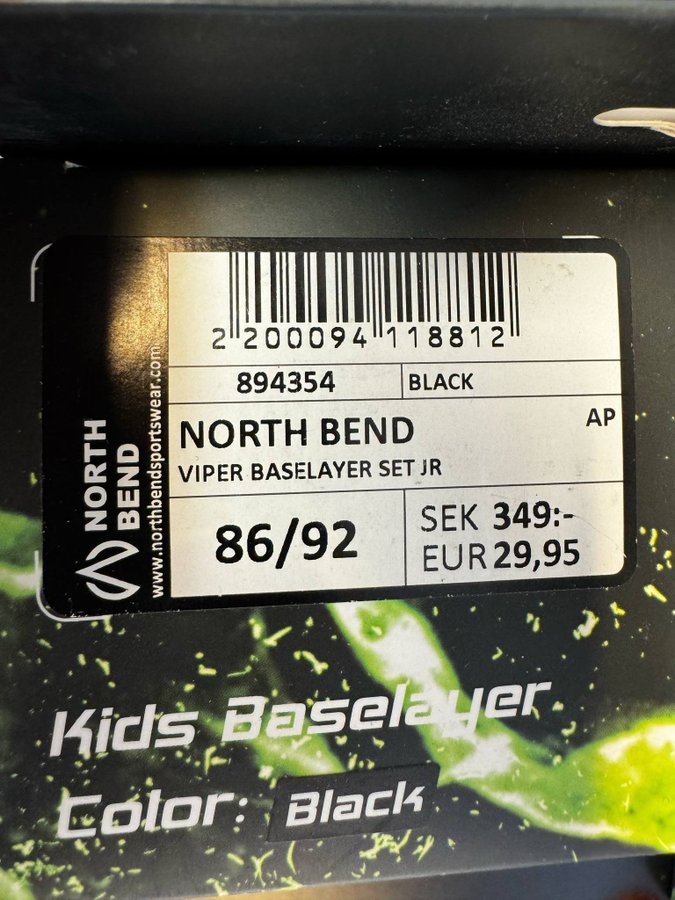 2 200094 118812
894354 BLACK
NORTH BEND AP
VIPER BASELAYER SET JR
86/92
SEK 349:-
EUR 29,95
NORTH
BEND
www.northbendsportswear.com
Kids Baselayer
Color: Black